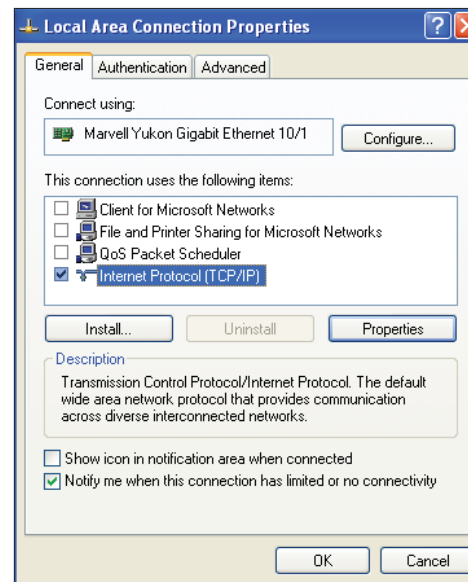 Local Area Connection Properties
General Authentication Advanced
Connect using:
Marvell Yukon Gigabit Ethernet 10/1
Configure...
This connection uses the following items:
Client for Microsoft Networks
File and Printer Sharing for Microsoft Networks
QoS Packet Scheduler
Internet Protocol (TCP/IP)
Install... Uninstall Properties
Description
Transmission Control Protocol/Internet Protocol. The default
wide area network protocol that provides communication
across diverse interconnected networks.
Show icon in notification area when connected
Notify me when this connection has limited or no connectivity
OK Cancel